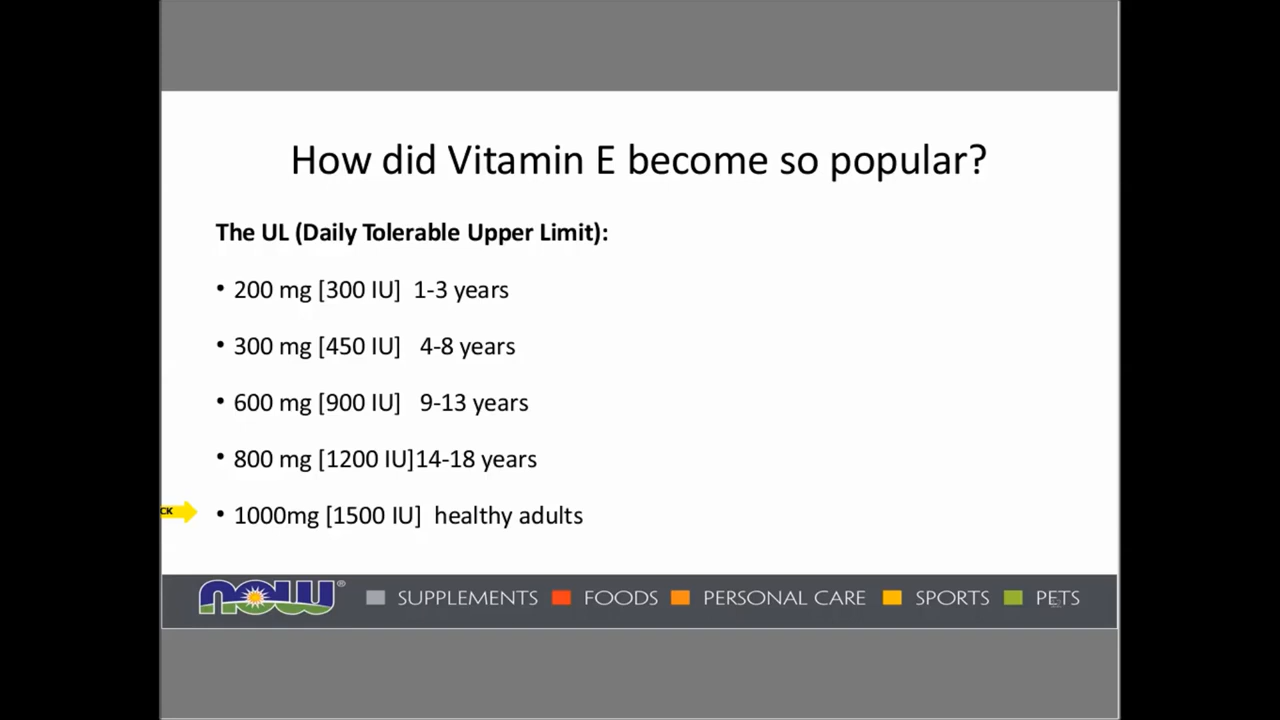 How did Vitamin E become so popular?
The UL (Daily Tolerable Upper Limit):
• 200 mg [300 IU] 1-3 years
• 300 mg [450 IU] 4-8 years
• 600 mg [900 IU] 9-13 years
• 800 mg [1200 IU]14-18 years
CK
• 1000mg [1500 IU] healthy adults
NOW® SUPPLEMENTS FOODS PERSONAL CARE SPORTS PETS